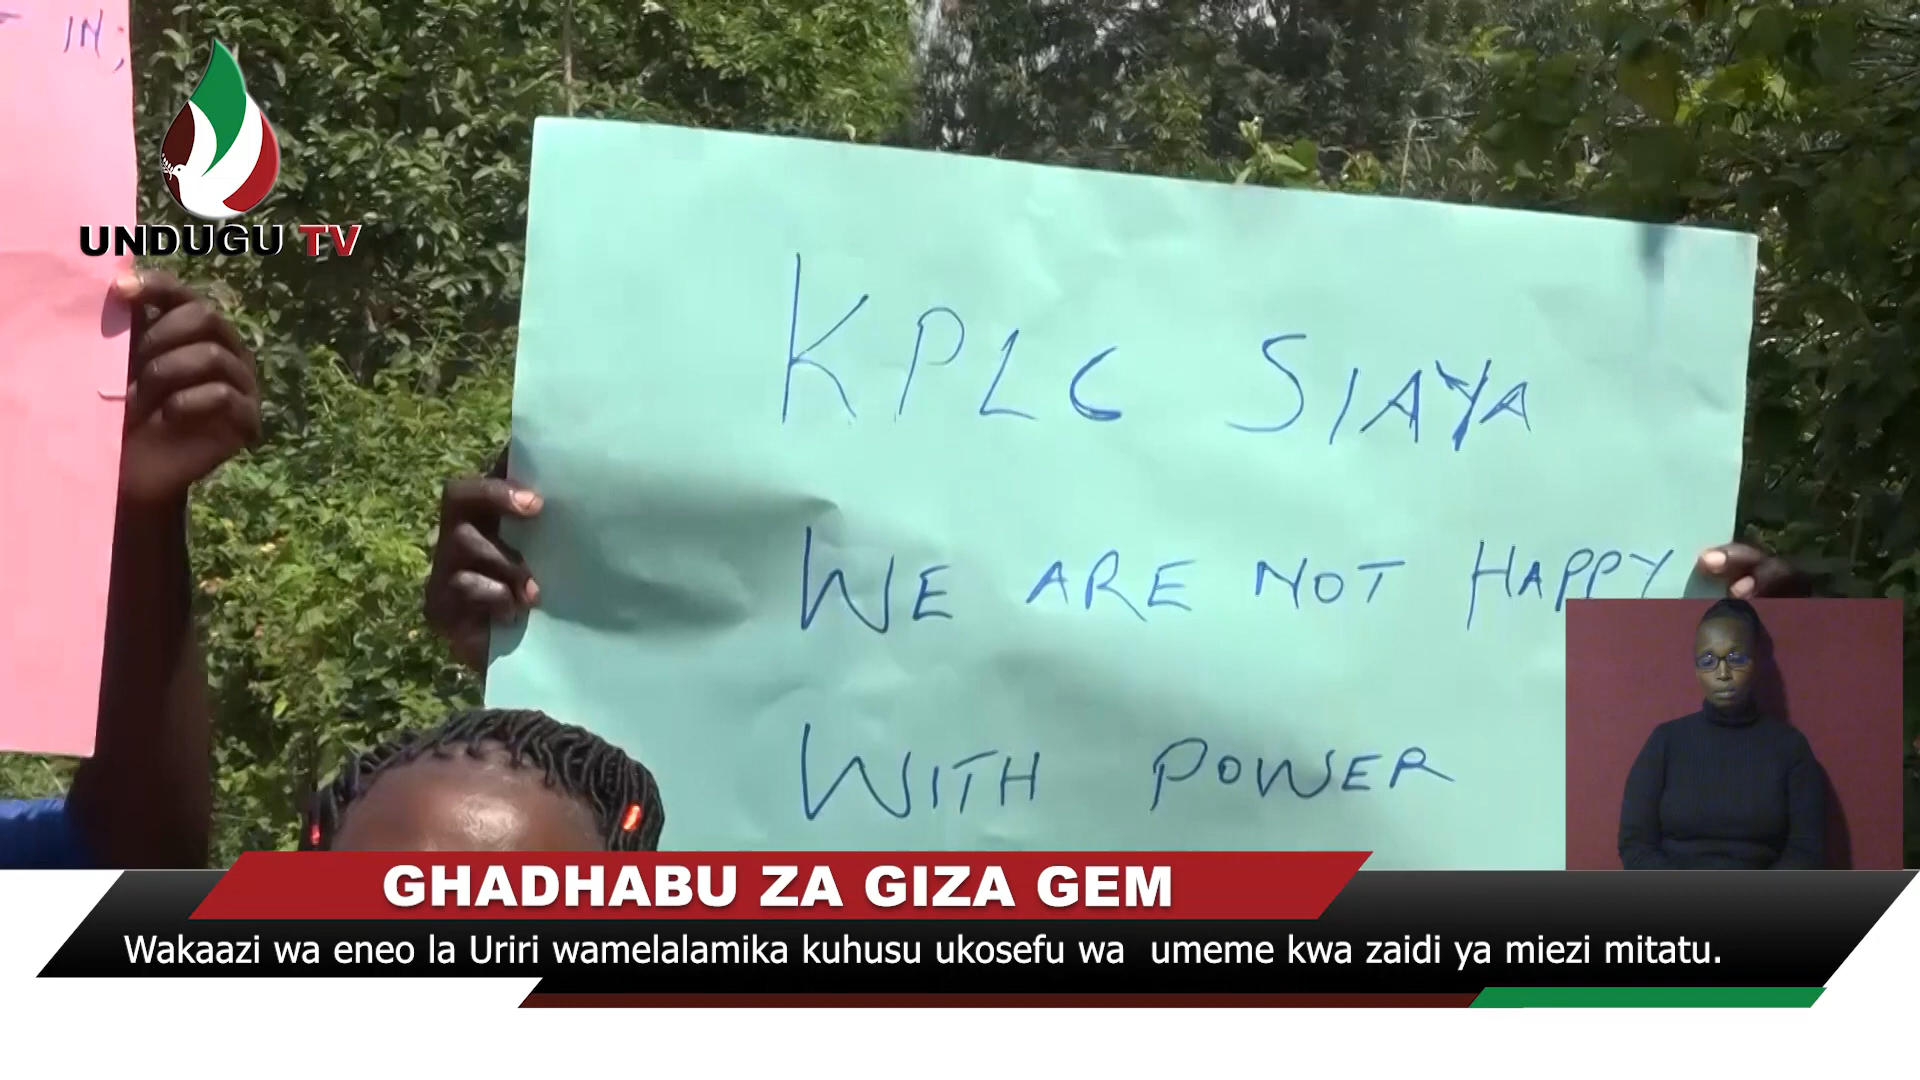 IN;
UNDUGU TV
KPLC SIAYA
WE ARE NOT HAPPY
WITH POWER
GHADHABU ZA GIZA GEM
Wakaazi wa eneo la Uriri wamelalamika kuhusu ukosefu wa umeme kwa zaidi ya miezi mitatu.